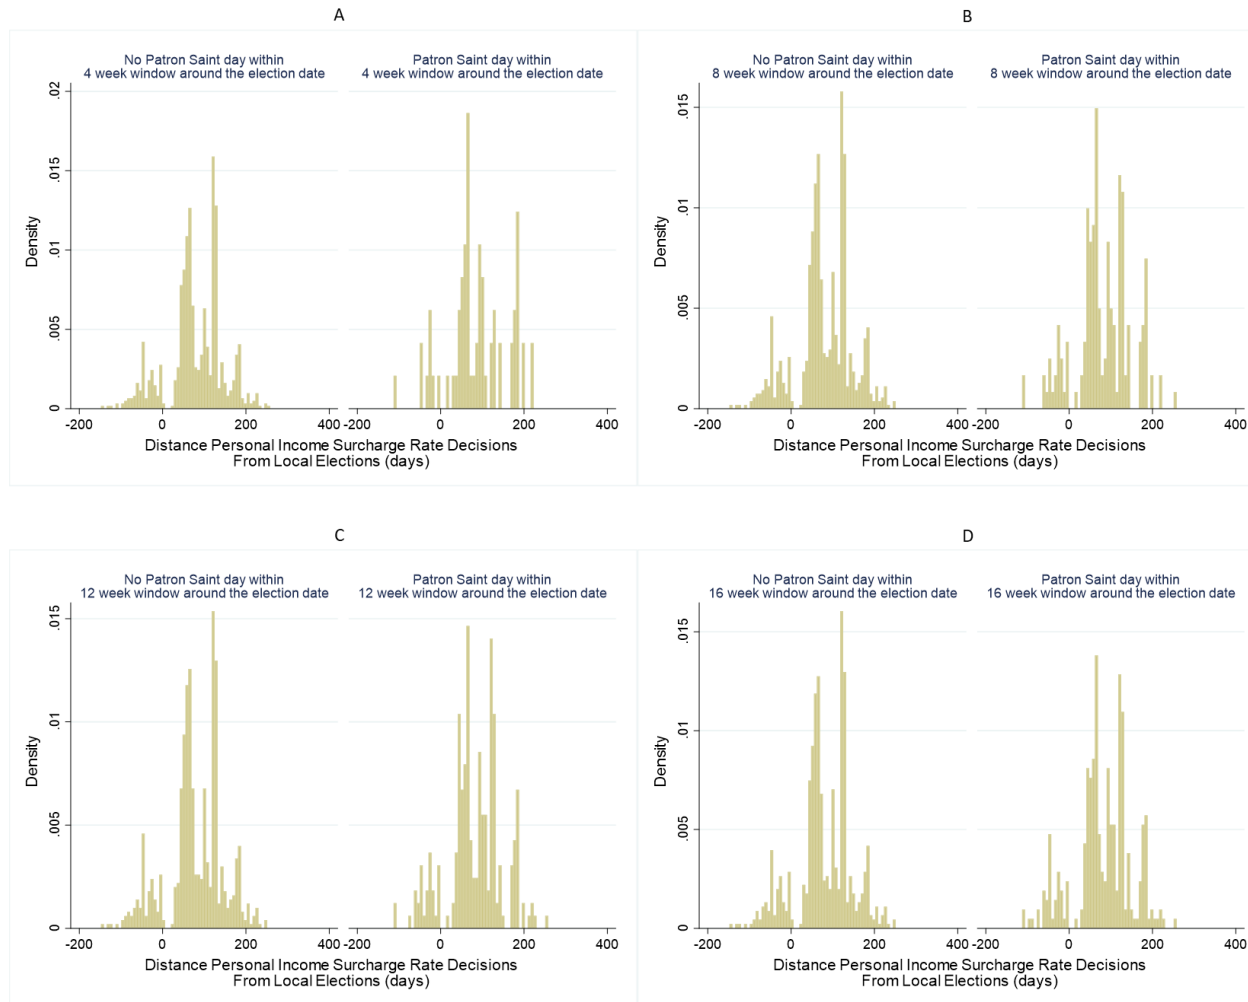 A
No Patron Saint day within
4 week window around the election date
Patron Saint day within
4 week window around the election date
Density
0
.005
.01
.015
.02
-200
0
200
400
-200
0
200
400
Distance Personal Income Surcharge Rate Decisions
From Local Elections (days)
B
No Patron Saint day within
8 week window around the election date
Patron Saint day within
8 week window around the election date
Density
0
.005
.01
.015
-200
0
200
400
-200
0
200
400
Distance Personal Income Surcharge Rate Decisions
From Local Elections (days)
C
No Patron Saint day within
12 week window around the election date
Patron Saint day within
12 week window around the election date
Density
0
.005
.01
.015
-200
0
200
400
-200
0
200
400
Distance Personal Income Surcharge Rate Decisions
From Local Elections (days)
D
No Patron Saint day within
16 week window around the election date
Patron Saint day within
16 week window around the election date
Density
0
.005
.01
.015
-200
0
200
400
-200
0
200
400
Distance Personal Income Surcharge Rate Decisions
From Local Elections (days)